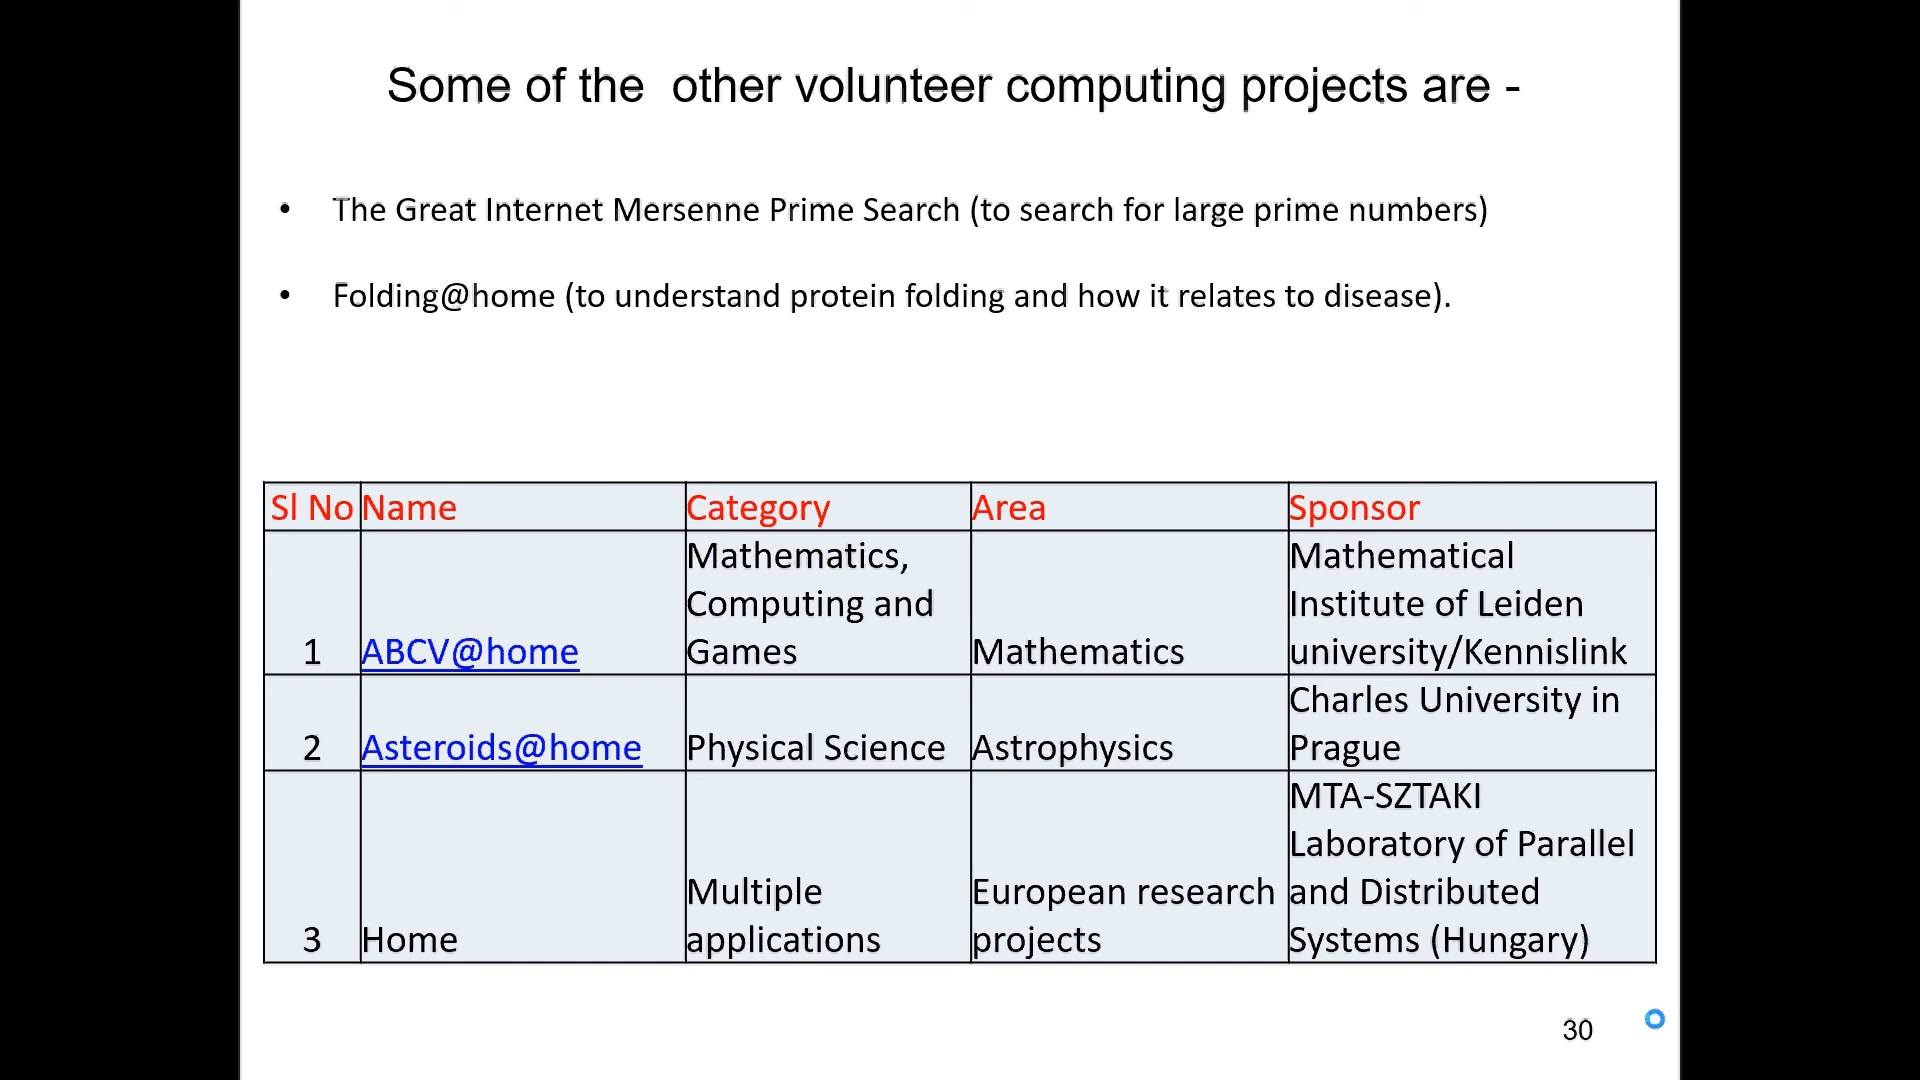 Some of the other volunteer computing projects are -
• The Great Internet Mersenne Prime Search (to search for large prime numbers)
• Folding@home (to understand protein folding and how it relates to disease).
Sl No Name Category Area Sponsor
1 ABCV@home Mathematics, Computing and Games Mathematics Mathematical Institute of Leiden university/Kennislink
2 Asteroids@home Physical Science Astrophysics Charles University in Prague
3 Home Multiple applications European research projects MTA-SZTAKI Laboratory of Parallel and Distributed Systems (Hungary)
30